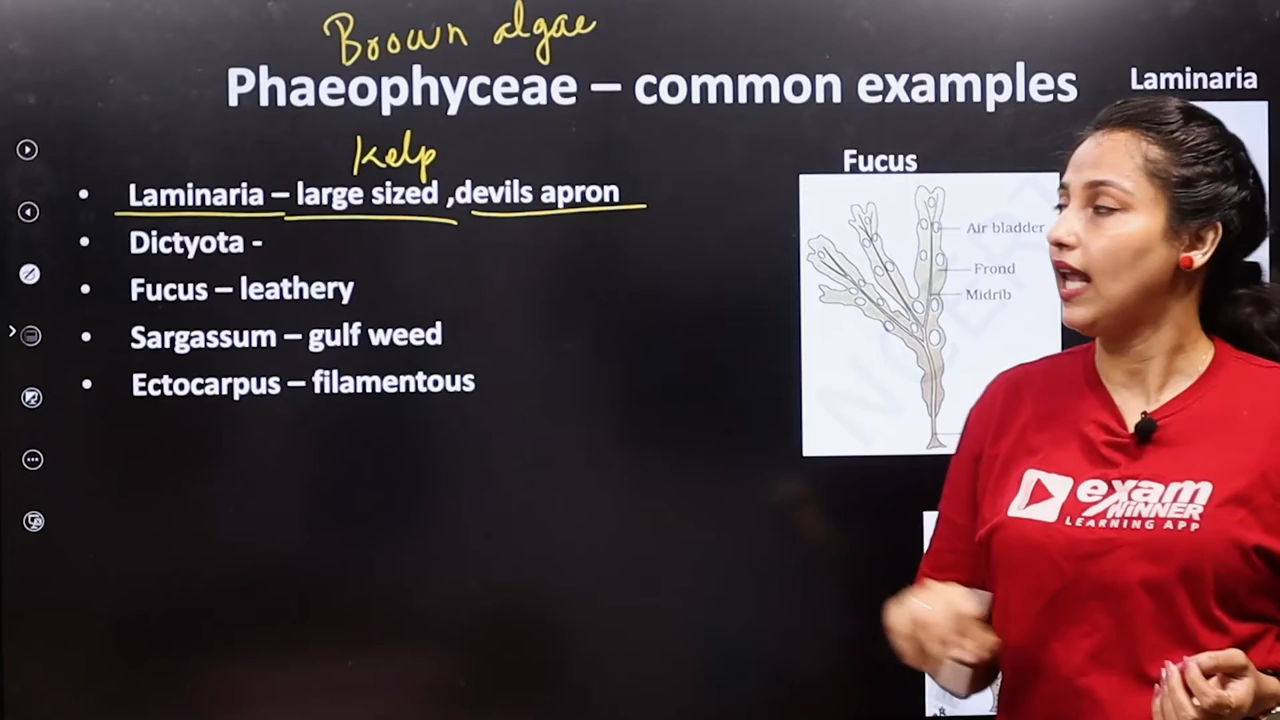 Brown algae
Phaeophyceae – common examples
Laminaria
Kelp
Fucus
• Laminaria – large sized ,devils apron
• Dictyota -
• Fucus – leathery
• Sargassum – gulf weed
• Ectocarpus – filamentous
Air bladder
Frond
Midrib
exam
WINNER
LEARNING APP